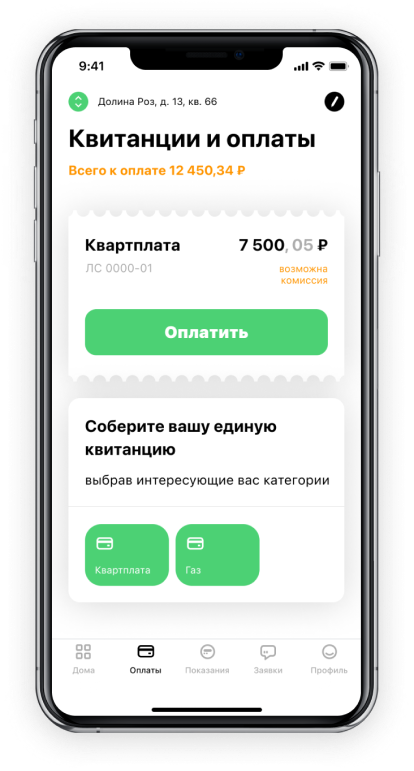 9:41
Долина Роз, д. 13, кв. 66
Квитанции и оплаты
Всего к оплате 12 450,34 ₽
Квартплата 7 500, 05 ₽
ЛС 0000-01 возможна
комиссия
Оплатить
Соберите вашу единую
квитанцию
выбрав интересующие вас категории
Квартплата Газ
Дома Оплаты Показания Заявки Профиль